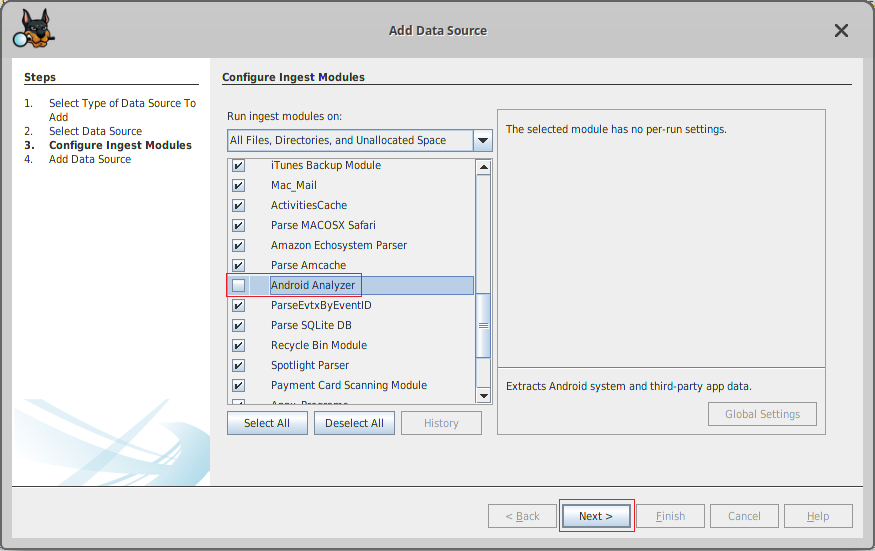 Add Data Source
Steps
1. Select Type of Data Source To
Add
2. Select Data Source
3. Configure Ingest Modules
4. Add Data Source
Configure Ingest Modules
Run ingest modules on:
All Files, Directories, and Unallocated Space
iTunes Backup Module
Mac_Mail
ActivitiesCache
Parse MACOSX Safari
Amazon Echosystem Parser
Parse Amcache
Android Analyzer
ParseEvtxByEventID
Parse SQLite DB
Recycle Bin Module
Spotlight Parser
Payment Card Scanning Module
Select All
Deselect All
History
The selected module has no per-run settings.
Extracts Android system and third-party app data.
Global Settings
< Back
Next >
Finish
Cancel
Help